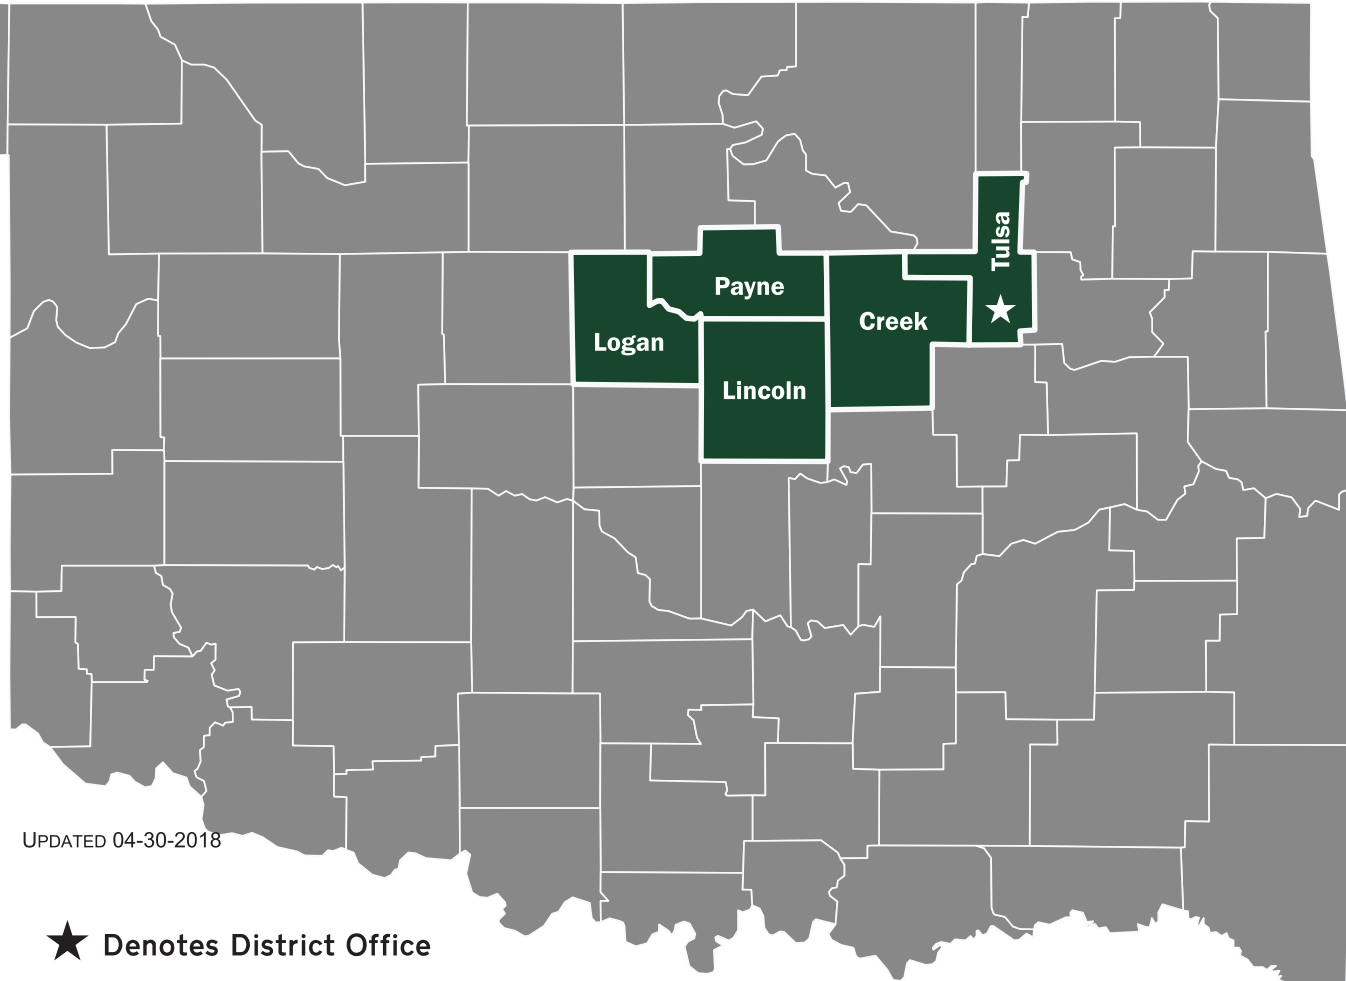 Tulsa
Payne
Creek
Logan
Lincoln
UPDATED 04-30-2018
Denotes District Office